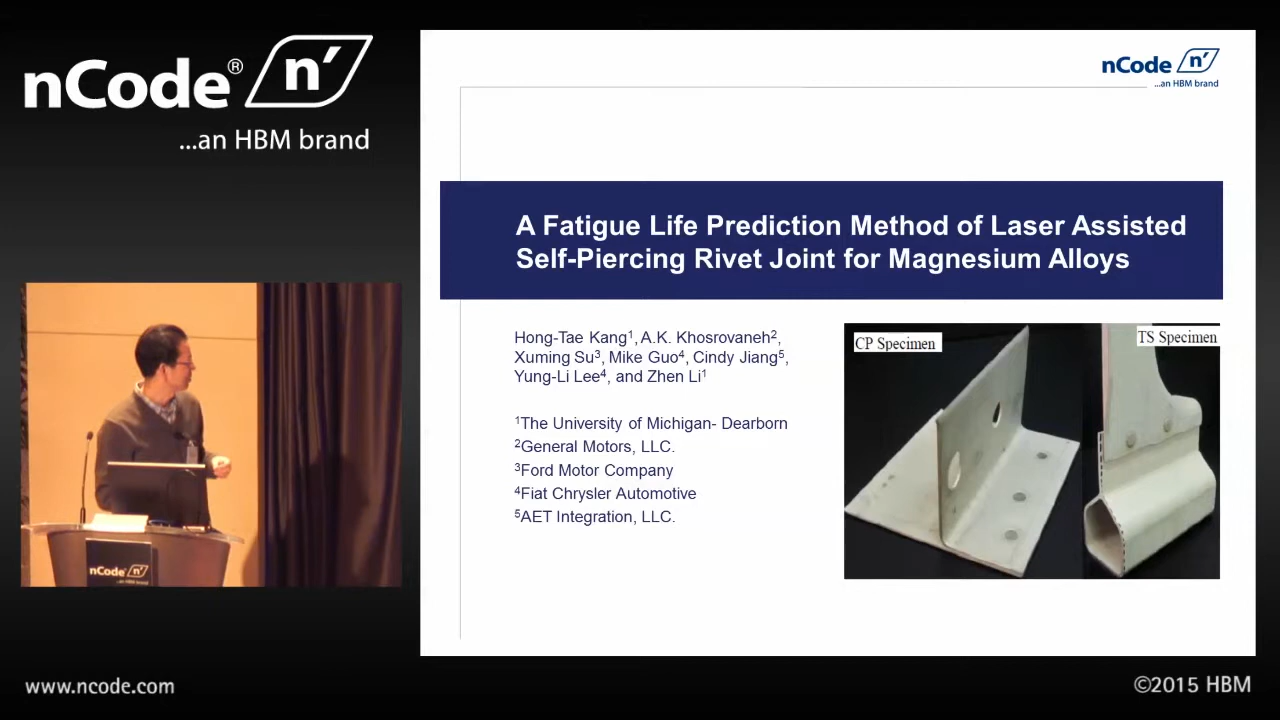 nCode® n'
...an HBM brand
nCode n'
...an HBM brand
A Fatigue Life Prediction Method of Laser Assisted
Self-Piercing Rivet Joint for Magnesium Alloys
Hong-Tae Kang1, A.K. Khosrovaneh2,
Xuming Su3, Mike Guo4, Cindy Jiang5,
Yung-Li Lee4, and Zhen Li1
1The University of Michigan- Dearborn
2General Motors, LLC.
3Ford Motor Company
4Fiat Chrysler Automotive
5AET Integration, LLC.
CP Specimen
TS Specimen
nCode n'
...an HBM brand
www.ncode.com
©2015 HBM